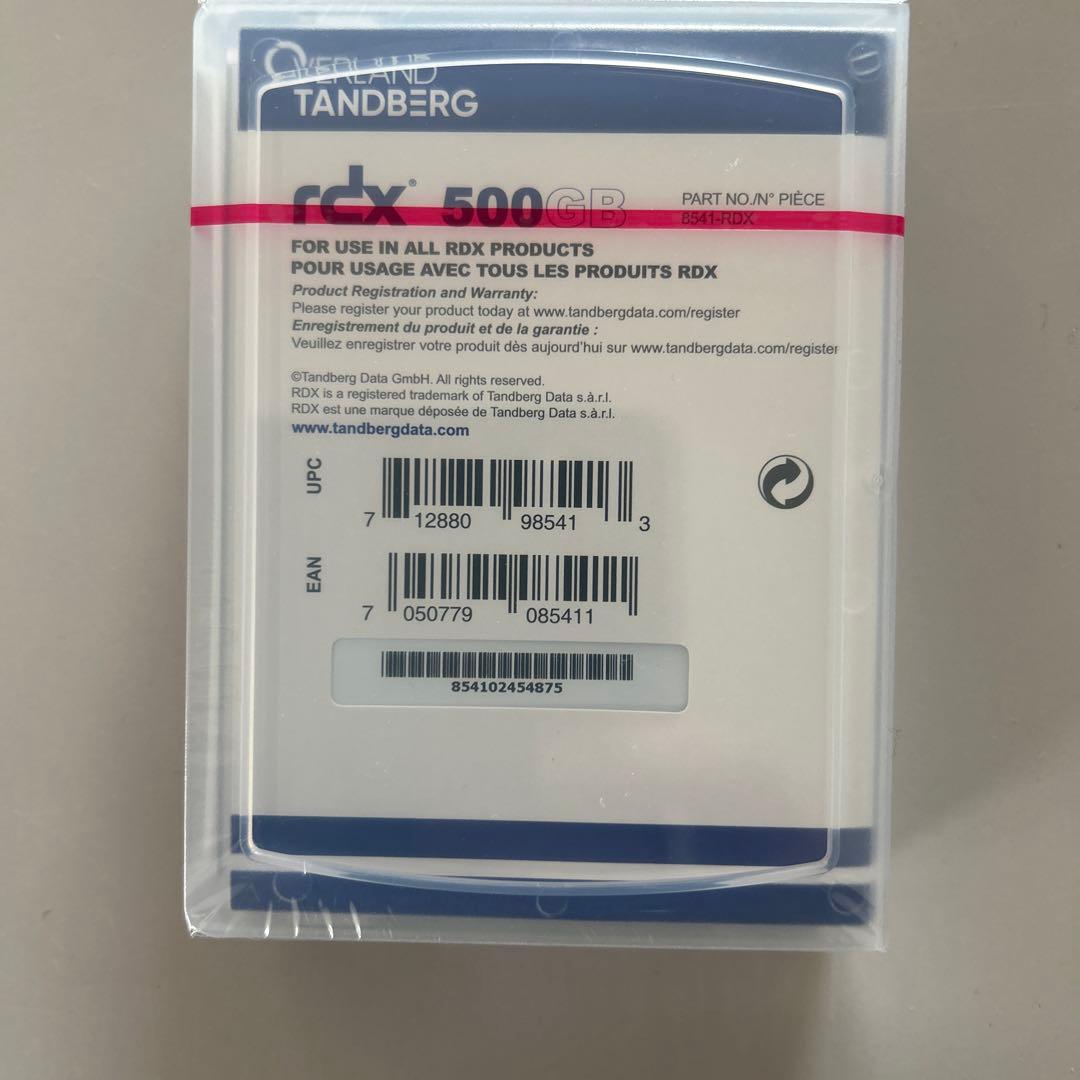 OVERLAND
TANDBERG
rdx® 500GB
PART NO./N° PIÈCE
8541-RDX
FOR USE IN ALL RDX PRODUCTS
POUR USAGE AVEC TOUS LES PRODUITS RDX
Product Registration and Warranty:
Please register your product today at www.tandbergdata.com/register
Enregistrement du produit et de la garantie :
Veuillez enregistrer votre produit dès aujourd'hui sur www.tandbergdata.com/register
©Tandberg Data GmbH. All rights reserved.
RDX is a registered trademark of Tandberg Data s.à.r.l.
RDX est une marque déposée de Tandberg Data s.à.r.l.
www.tandbergdata.com
UPC
7 12880 98541 3
EAN
7 050779 085411
854102454875